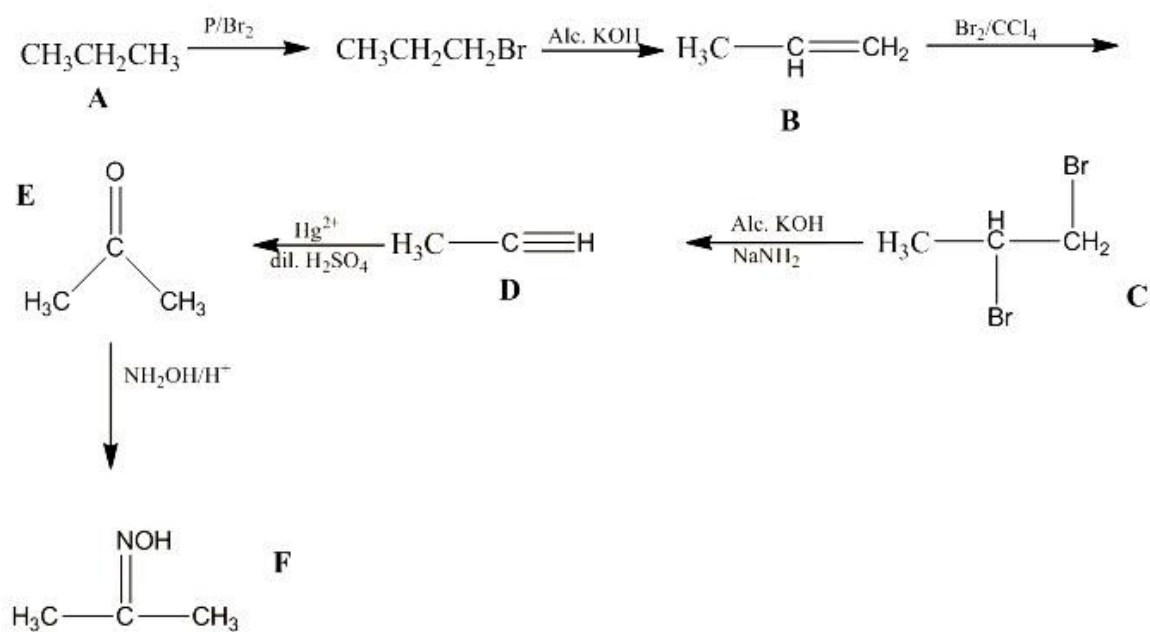 CH₃CH₂CH₃ P/Br₂ CH₃CH₂CH₂Br Alc. KOH H₃C—CH=CH₂ Br₂/CCl₄
A
B
E
O
C
H₃C CH₃
Hg²⁺
dil. H₂SO₄
H₃C—C≡H
D
Alc. KOH
NaNH₂
Br
H₃C—CH—CH₂
Br
C
NH₂OH/H⁺
NOH
H₃C—C—CH₃
F